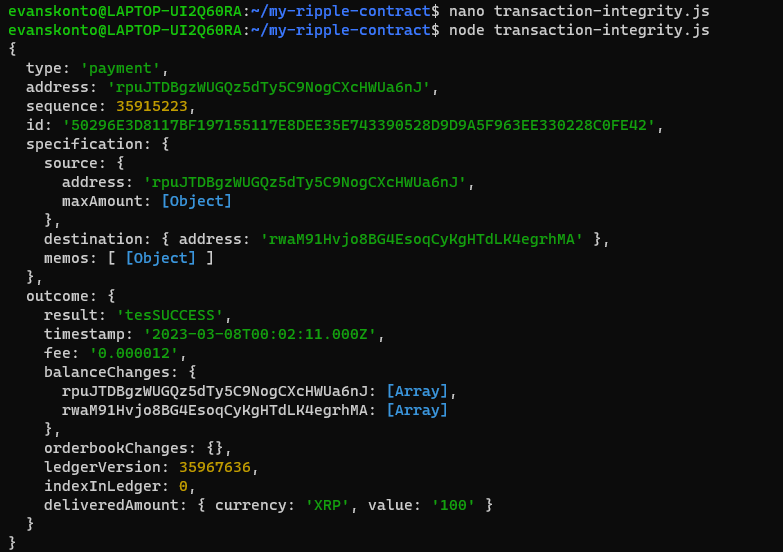 evanskonto@LAPTOP-UI2Q60RA:~/my-ripple-contract$ nano transaction-integrity.js
evanskonto@LAPTOP-UI2Q60RA:~/my-ripple-contract$ node transaction-integrity.js
{
  type: 'payment',
  address: 'rpuJTDBgzWUGQz5dTy5C9NogCXcHWUa6nJ',
  sequence: 35915223,
  id: '50296E3D8117BF197155117E8DEE35E743390528D9D9A5F963EE330228C0FE42',
  specification: {
    source: {
      address: 'rpuJTDBgzWUGQz5dTy5C9NogCXcHWUa6nJ',
      maxAmount: [Object]
    },
    destination: { address: 'rwaM91Hvjo8BG4EsoqCyKgHTdLK4egrhMA' },
    memos: [ [Object] ]
  },
  outcome: {
    result: 'tesSUCCESS',
    timestamp: '2023-03-08T00:02:11.000Z',
    fee: '0.000012',
    balanceChanges: {
      rpuJTDBgzWUGQz5dTy5C9NogCXcHWUa6nJ: [Array],
      rwaM91Hvjo8BG4EsoqCyKgHTdLK4egrhMA: [Array]
    },
    orderbookChanges: {},
    ledgerVersion: 35967636,
    indexInLedger: 0,
    deliveredAmount: { currency: 'XRP', value: '100' }
  }
}